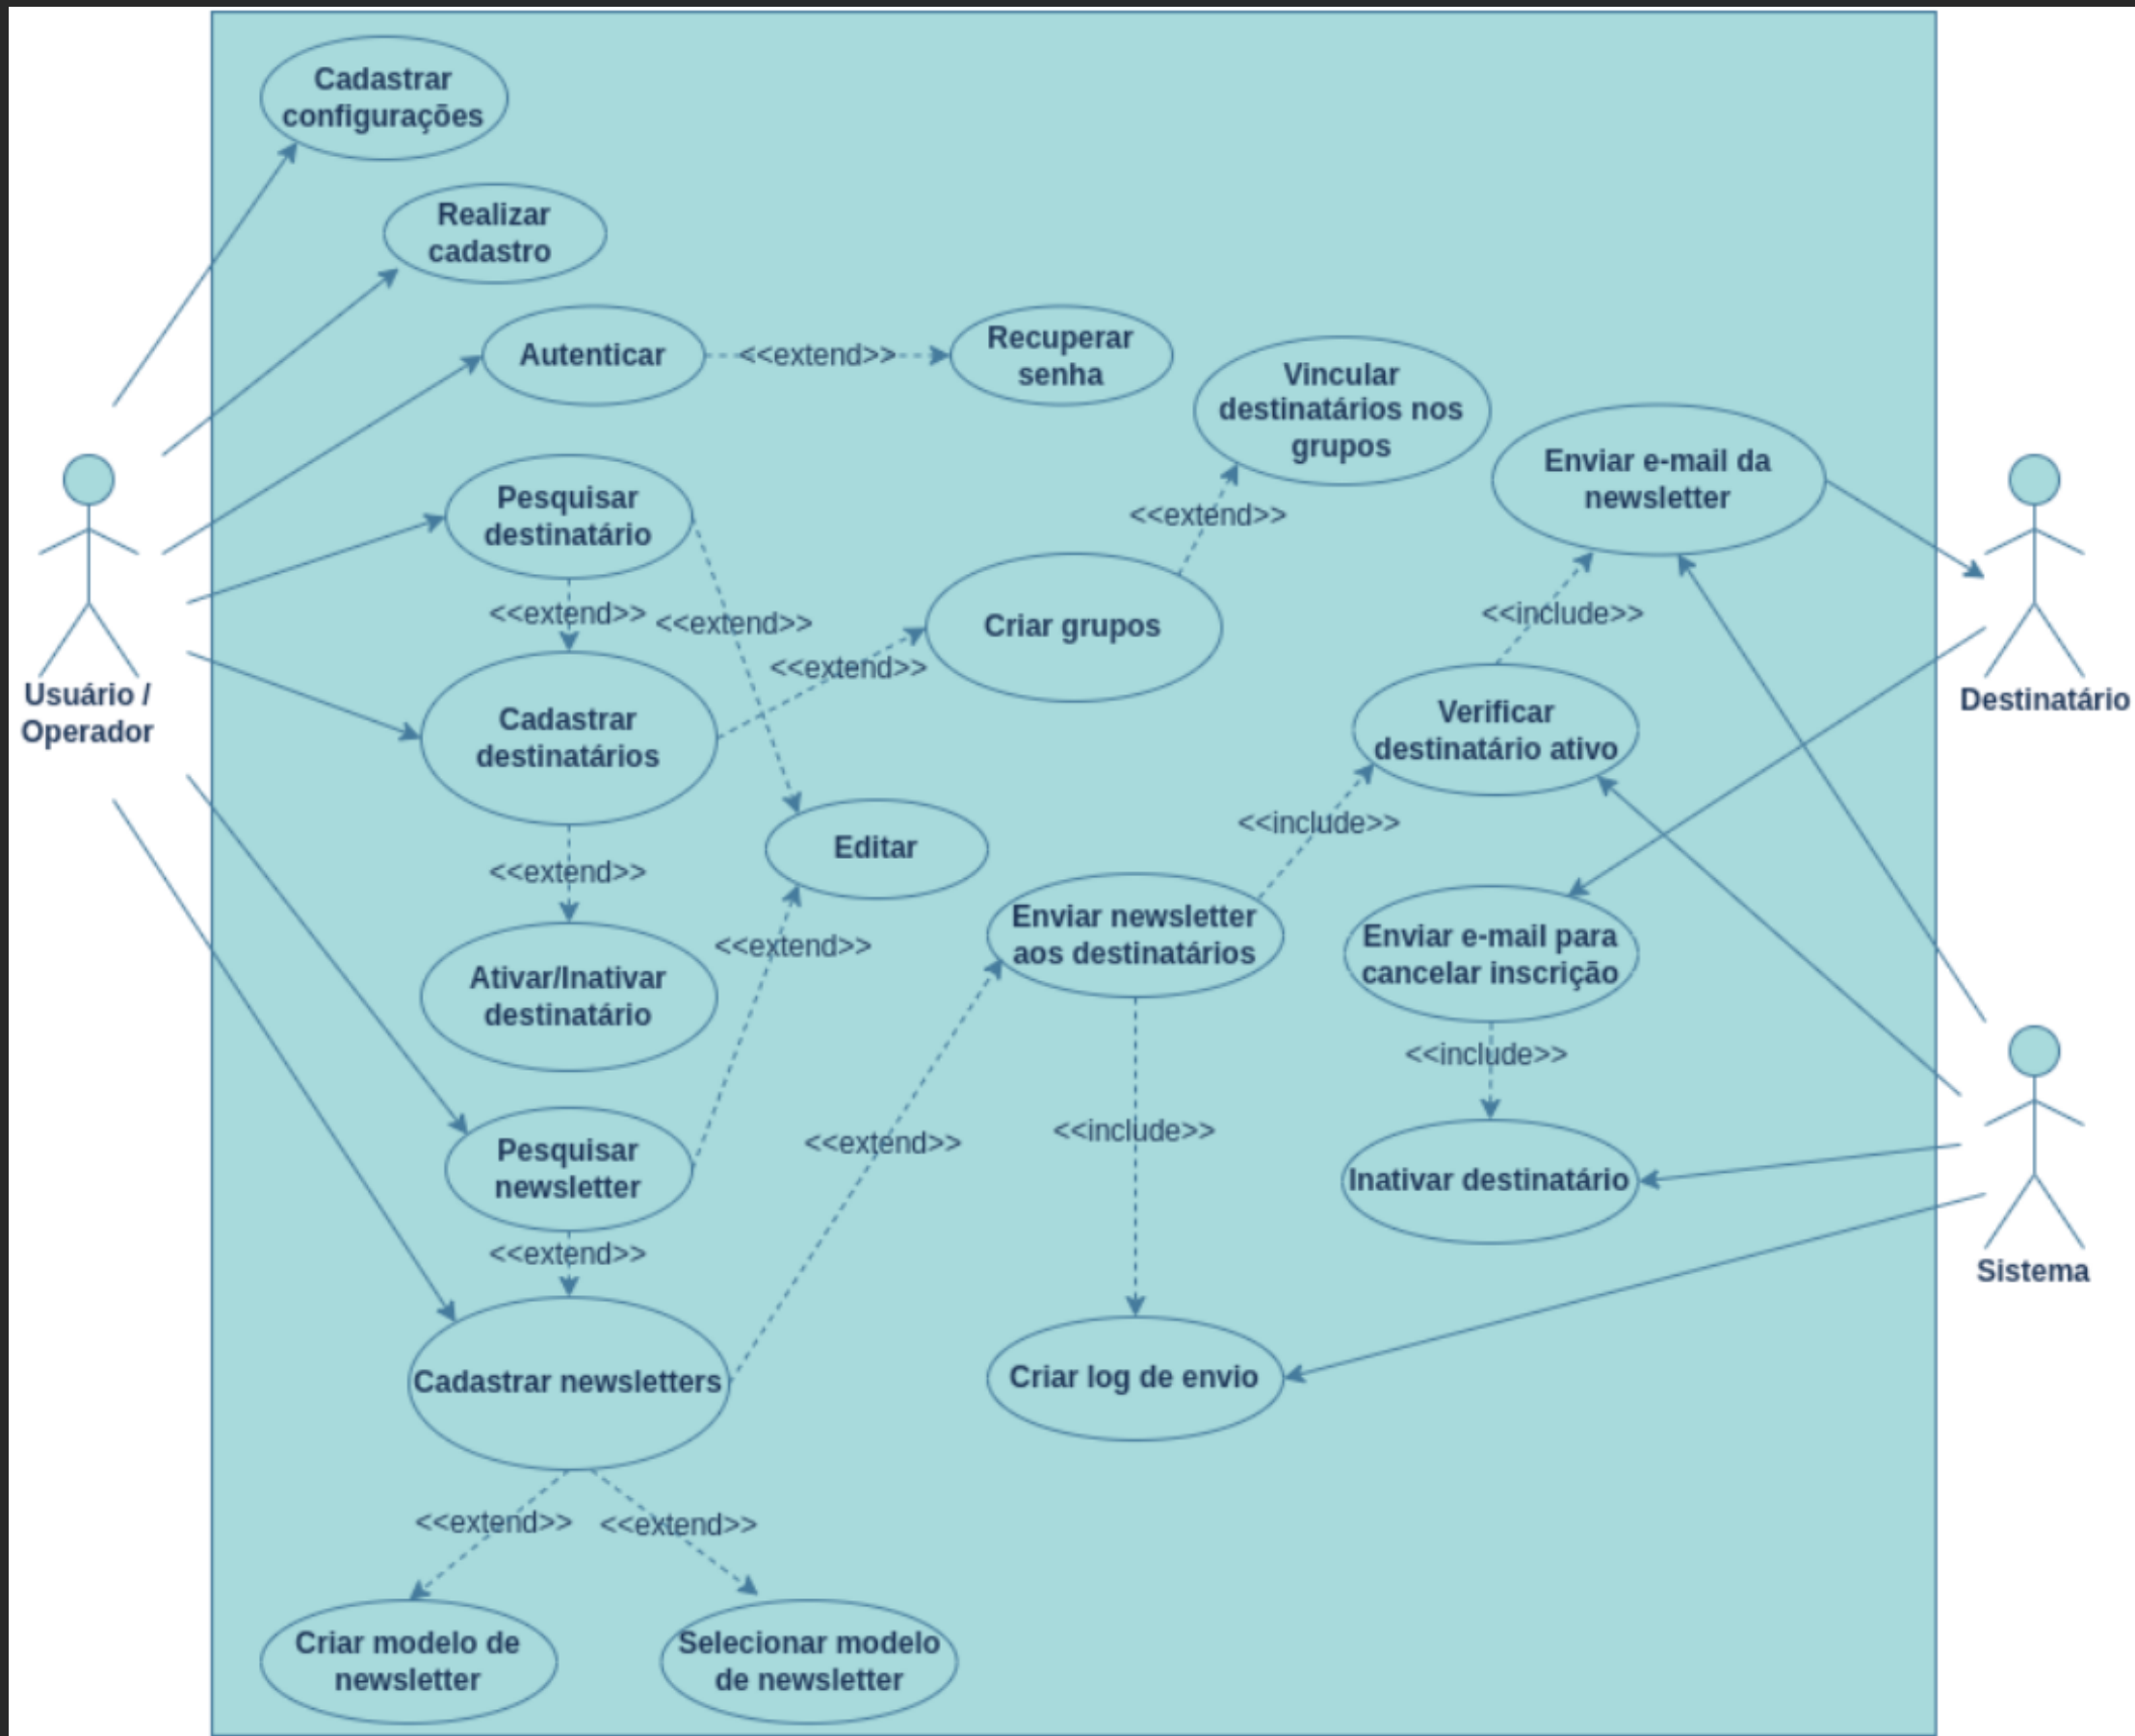 Cadastrar
configurações
Realizar
cadastro
Autenticar
<<extend>>
Recuperar
senha
Vincular
destinatários nos
grupos
Enviar e-mail da
newsletter
Pesquisar
destinatário
<<extend>>
<<extend>>
<<extend>>
<<extend>>
Criar grupos
<<include>>
Usuário /
Operador
Destinatário
Cadastrar
destinatários
Verificar
destinatário ativo
<<include>>
<<extend>>
Editar
Enviar newsletter
aos destinatários
Enviar e-mail para
cancelar inscrição
<<extend>>
Ativar/Inativar
destinatário
<<include>>
<<include>>
<<extend>>
Pesquisar
newsletter
Inativar destinatário
<<extend>>
Sistema
Cadastrar newsletters
Criar log de envio
<<extend>>
<<extend>>
Criar modelo de
newsletter
Selecionar modelo
de newsletter